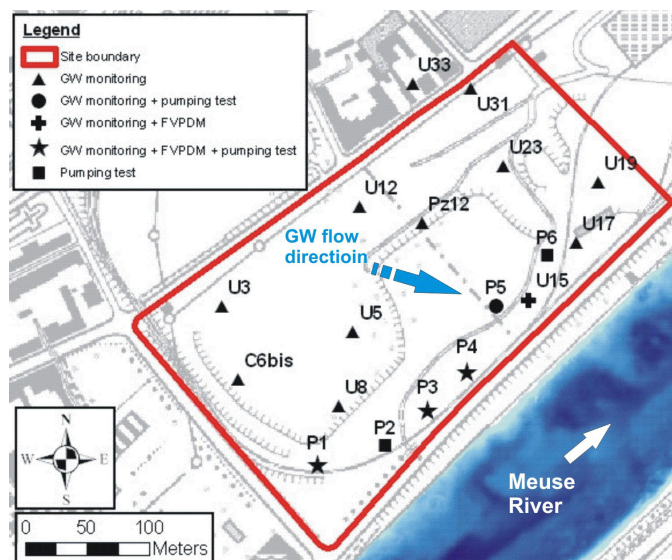 Legend
Site boundary
GW monitoring
GW monitoring + pumping test
GW monitoring + FVPDM
GW monitoring + FVPDM + pumping test
Pumping test
U33
U31
U23
U19
U12
Pz12
U17
GW flow
directioin
P6
U3
P5
U15
U5
P4
C6bis
U8
P3
P1
P2
N
W
E
S
Meuse
River
0 50 100
Meters